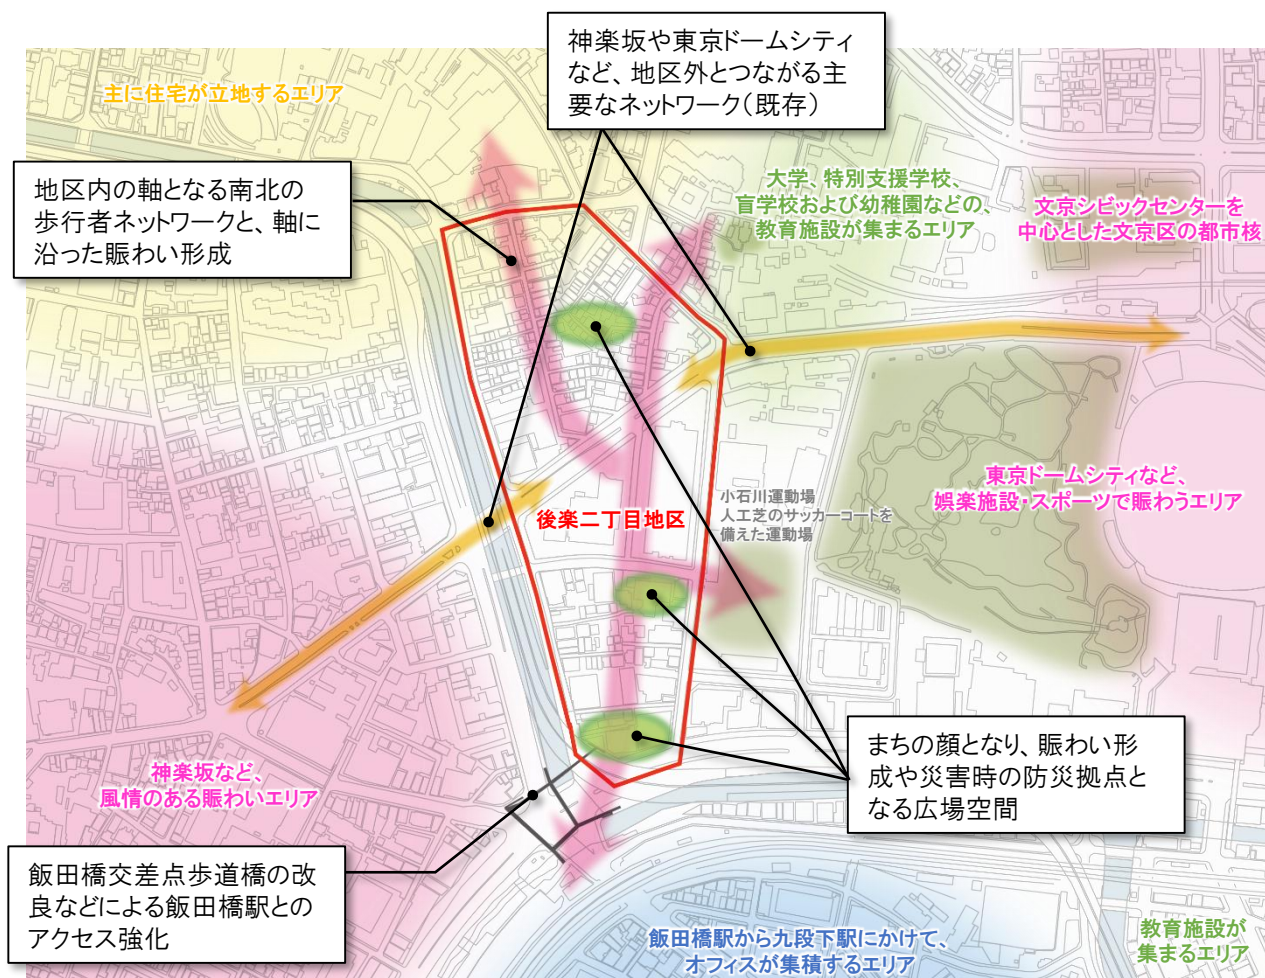 神楽坂や東京ドームシティ
など、地区外とつながる主
要なネットワーク（既存）
主に住宅が立地するエリア
地区内の軸となる南北の
歩行者ネットワークと、軸に
沿った賑わい形成
大学、特別支援学校、
盲学校および幼稚園などの、
教育施設が集まるエリア
文京シビックセンターを
中心とした文京区の都市核
東京ドームシティなど、
娯楽施設・スポーツで賑わうエリア
小石川運動場
人工芝のサッカーコートを
備えた運動場
後楽二丁目地区
まちの顔となり、賑わい形
成や災害時の防災拠点と
なる広場空間
神楽坂など、
風情のある賑わいエリア
飯田橋交差点歩道橋の改
良などによる飯田橋駅との
アクセス強化
飯田橋駅から九段下駅にかけて、
オフィスが集積するエリア
教育施設が
集まるエリア